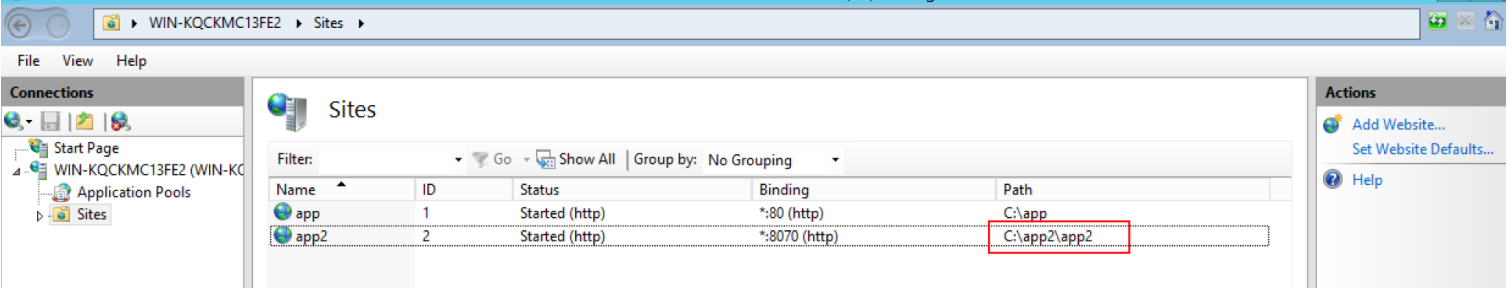 WIN-KQCKMC13FE2 Sites
File View Help
Connections
Start Page
WIN-KQCKMC13FE2 (WIN-KC
Application Pools
Sites
Sites
Filter: Go Show All Group by: No Grouping
Name ID Status Binding Path
app 1 Started (http) *:80 (http) C:\app
app2 2 Started (http) *:8070 (http) C:\app2\app2
Actions
Add Website...
Set Website Defaults...
Help